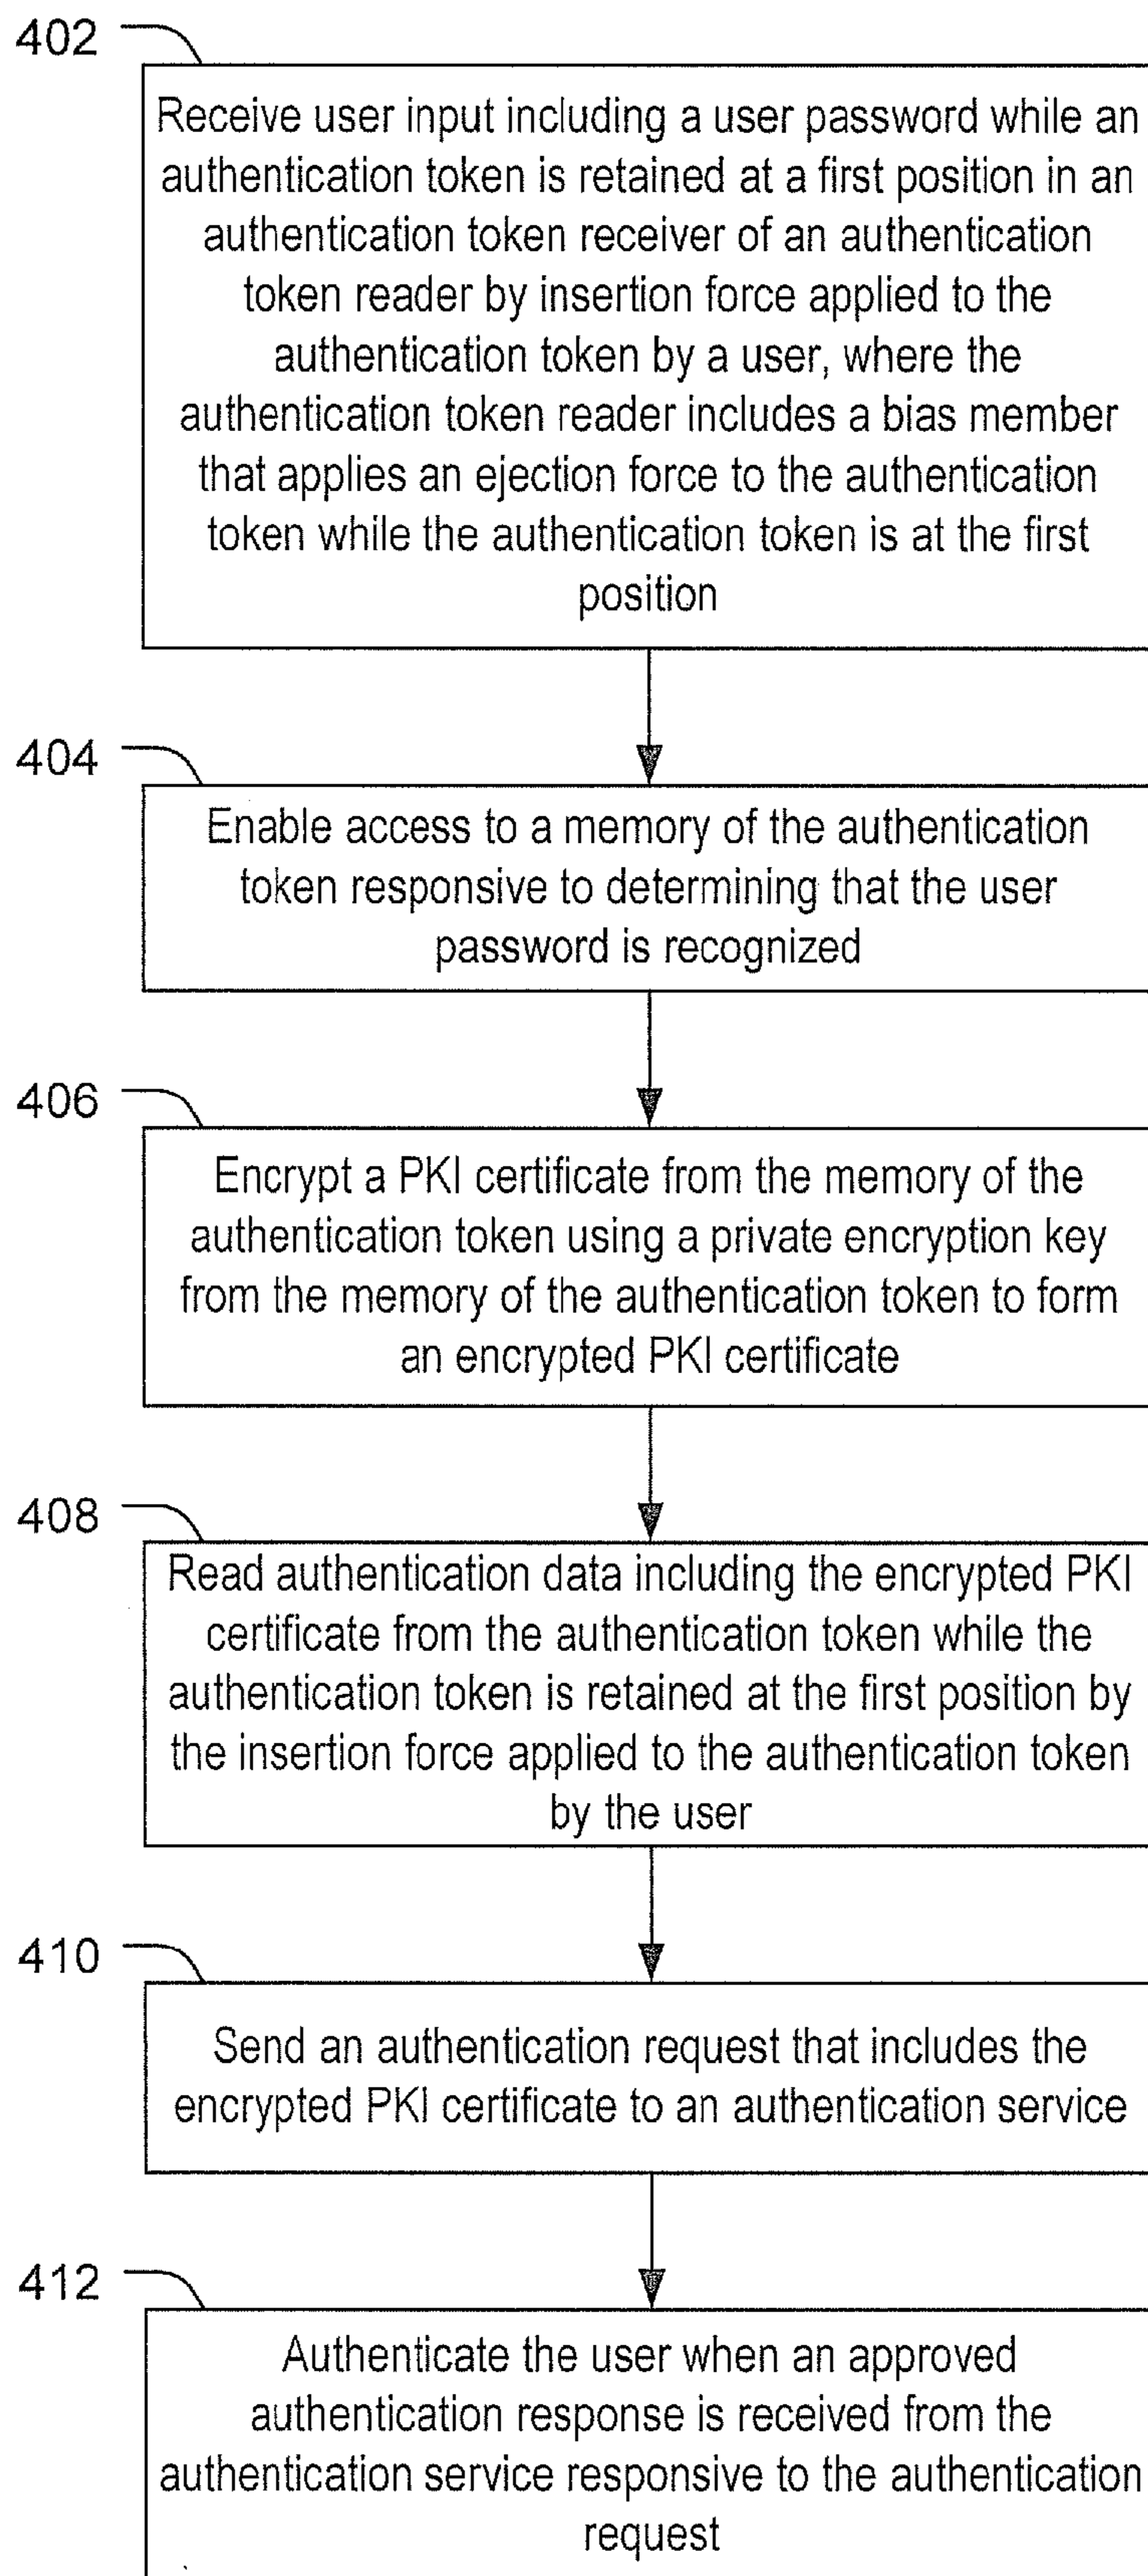 402
Receive user input including a user password while an
authentication token is retained at a first position in an
authentication token receiver of an authentication
token reader by insertion force applied to the
authentication token by a user, where the
authentication token reader includes a bias member
that applies an ejection force to the authentication
token while the authentication token is at the first
position
404
Enable access to a memory of the authentication
token responsive to determining that the user
password is recognized
406
Encrypt a PKI certificate from the memory of the
authentication token using a private encryption key
from the memory of the authentication token to form
an encrypted PKI certificate
408
Read authentication data including the encrypted PKI
certificate from the authentication token while the
authentication token is retained at the first position by
the insertion force applied to the authentication token
by the user
410
Send an authentication request that includes the
encrypted PKI certificate to an authentication service
412
Authenticate the user when an approved
authentication response is received from the
authentication service responsive to the authentication
request